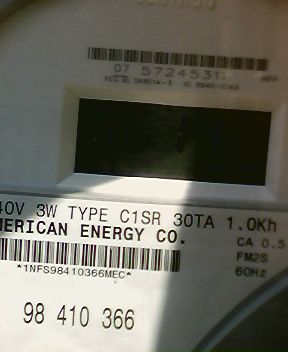 07 5724531
40V 3W TYPE C1SR 30TA 1.0Kh
MERICAN ENERGY CO.
CA 0.5
FM2S
60Hz
*1NFS98410366MEC*
98 410 366